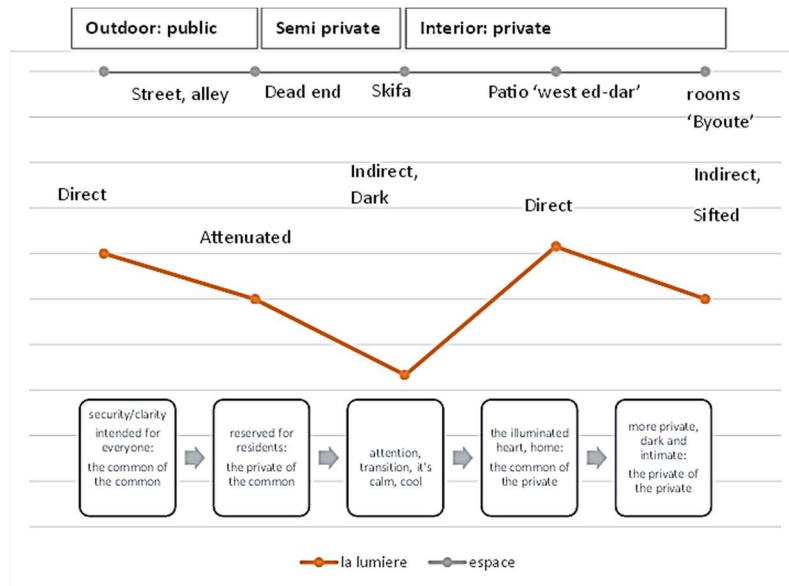 Outdoor: public
Semi private
Interior: private
Street, alley
Dead end
Skifa
Patio ‘west ed-dar’
rooms
‘Byoute’
Direct
Attenuated
Indirect,
Dark
Direct
Indirect,
Sifted
security/clarity
intended for
everyone:
the common of
the common
reserved for
residents:
the private of
the common
attention,
transition, it's
calm, cool
the illuminated
heart, home:
the common of
the private
more private,
dark and
intimate:
the private of
the private
la lumiere
espace